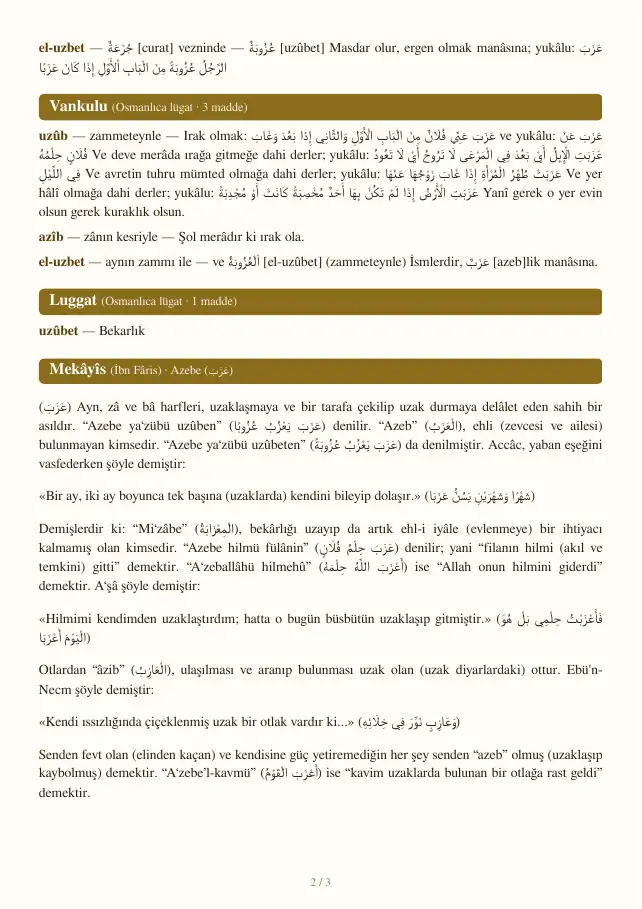 el-uzbet — جُرْعَةٌ [curat] vezninde — عُزُوبَةٌ [uzûbet] Masdar olur, ergen olmak manâsına; yukâlu: عَزَبَ
الرَّجُلُ عُزُوبَةً مِنَ الْبَابِ الْأَوَّلِ إِذَا كَانَ عَزَبًا
Vankulu (Osmanlıca lügat · 3 madde)
uzûb — zammeteynle — Irak olmak: عَزَبَ عَنِّي فُلَانٌ مِنَ الْبَابِ الْأَوَّلِ وَالثَّانِي إِذَا بَعُدَ وَغَابَ ve yukâlu: عَزَبَ عَنْ
فُلَانٍ حِلْمُهُ Ve deve merâda ırağa gitmeğe dahi derler; yukâlu: عَزَبَتِ الْإِبِلُ أَيْ بَعُدَ فِي الْمَرْعَى لَا تَرُوحُ أَيْ لَا تَعُودُ
فِي اللَّيْلِ Ve avretin tuhru mümted olmağa dahi derler; yukâlu: عَزَبَتْ طُهْرُ الْمَرْأَةِ إِذَا غَابَ زَوْجُهَا عَنْهَا Ve yer
hâlî olmağa dahi derler; yukâlu: عَزَبَتِ الْأَرْضُ إِذَا لَمْ تَكُنْ بِهَا أَحَدٌ مُخْصِبَةً كَانَتْ أَوْ مُجْدِبَةً Yanî gerek o yer evin
olsun gerek kuraklık olsun.
azîb — zânın kesriyle — Şol merâdır ki ırak ola.
el-uzbet — aynın zammı ile — ve اَلْعُزُوبَةُ [el-uzûbet] (zammeteynle) İsmlerdir, عَزَبٌ [azeb]lik manâsına.
Luggat (Osmanlıca lügat · 1 madde)
uzûbet — Bekarlık
Mekâyîs (İbn Fâris) · Azebe (عَزَبَ)
(عَزَبَ) Ayn, zâ ve bâ harfleri, uzaklaşmaya ve bir tarafa çekilip uzak durmaya delâlet eden sahih bir
asıldır. “Azebe ya‘zübü uzûben” (عَزَبَ يَعْزُبُ عُزُوبًا) denilir. “Azeb” (الْعَزَبُ), ehli (zevcesi ve ailesi)
bulunmayan kimsedir. “Azebe ya‘zübü uzûbeten” (عَزَبَ يَعْزُبُ عُزُوبَةً) da denilmiştir. Accâc, yaban eşeğini
vasfederken şöyle demiştir:
«Bir ay, iki ay boyunca tek başına (uzaklarda) kendini bileyip dolaşır.» (شَهْرًا وَشَهْرَيْنِ يَسُنُّ عَزَبَا)
Demişlerdir ki: “Mi‘zâbe” (الْمِعْزَابَةُ), bekârlığı uzayıp da artık ehl-i iyâle (evlenmeye) bir ihtiyacı
kalmamış olan kimsedir. “Azebe hilmü fülânin” (عَزَبَ حِلْمُ فُلَانٍ) denilir; yani “filanın hilmi (akıl ve
temkini) gitti” demektir. “A‘zeballâhü hilmehû” (أَعْزَبَ اللَّهُ حِلْمَهُ) ise “Allah onun hilmini giderdi”
demektir. A‘şâ şöyle demiştir:
«Hilmimi kendimden uzaklaştırdım; hatta o bugün büsbütün uzaklaşıp gitmiştir.» (فَأَعْزَبْتُ حِلْمِي بَلْ هُوَ
الْيَوْمَ أَعْزَبَا)
Otlardan “âzib” (الْعَازِبُ), ulaşılması ve aranıp bulunması uzak olan (uzak diyarlardaki) ottur. Ebü'n-
Necm şöyle demiştir:
«Kendi ıssızlığında çiçeklenmiş uzak bir otlak vardır ki...» (وَعَازِبٍ نَوَّرَ فِي خَلَائِهِ)
Senden fevt olan (elinden kaçan) ve kendisine güç yetiremediğin her şey senden “azeb” olmuş (uzaklaşıp
kaybolmuş) demektir. “A‘zebe’l-kavmü” (أَعْزَبَ الْقَوْمُ) ise “kavim uzaklarda bulunan bir otlağa rast geldi”
demektir.
2 / 3